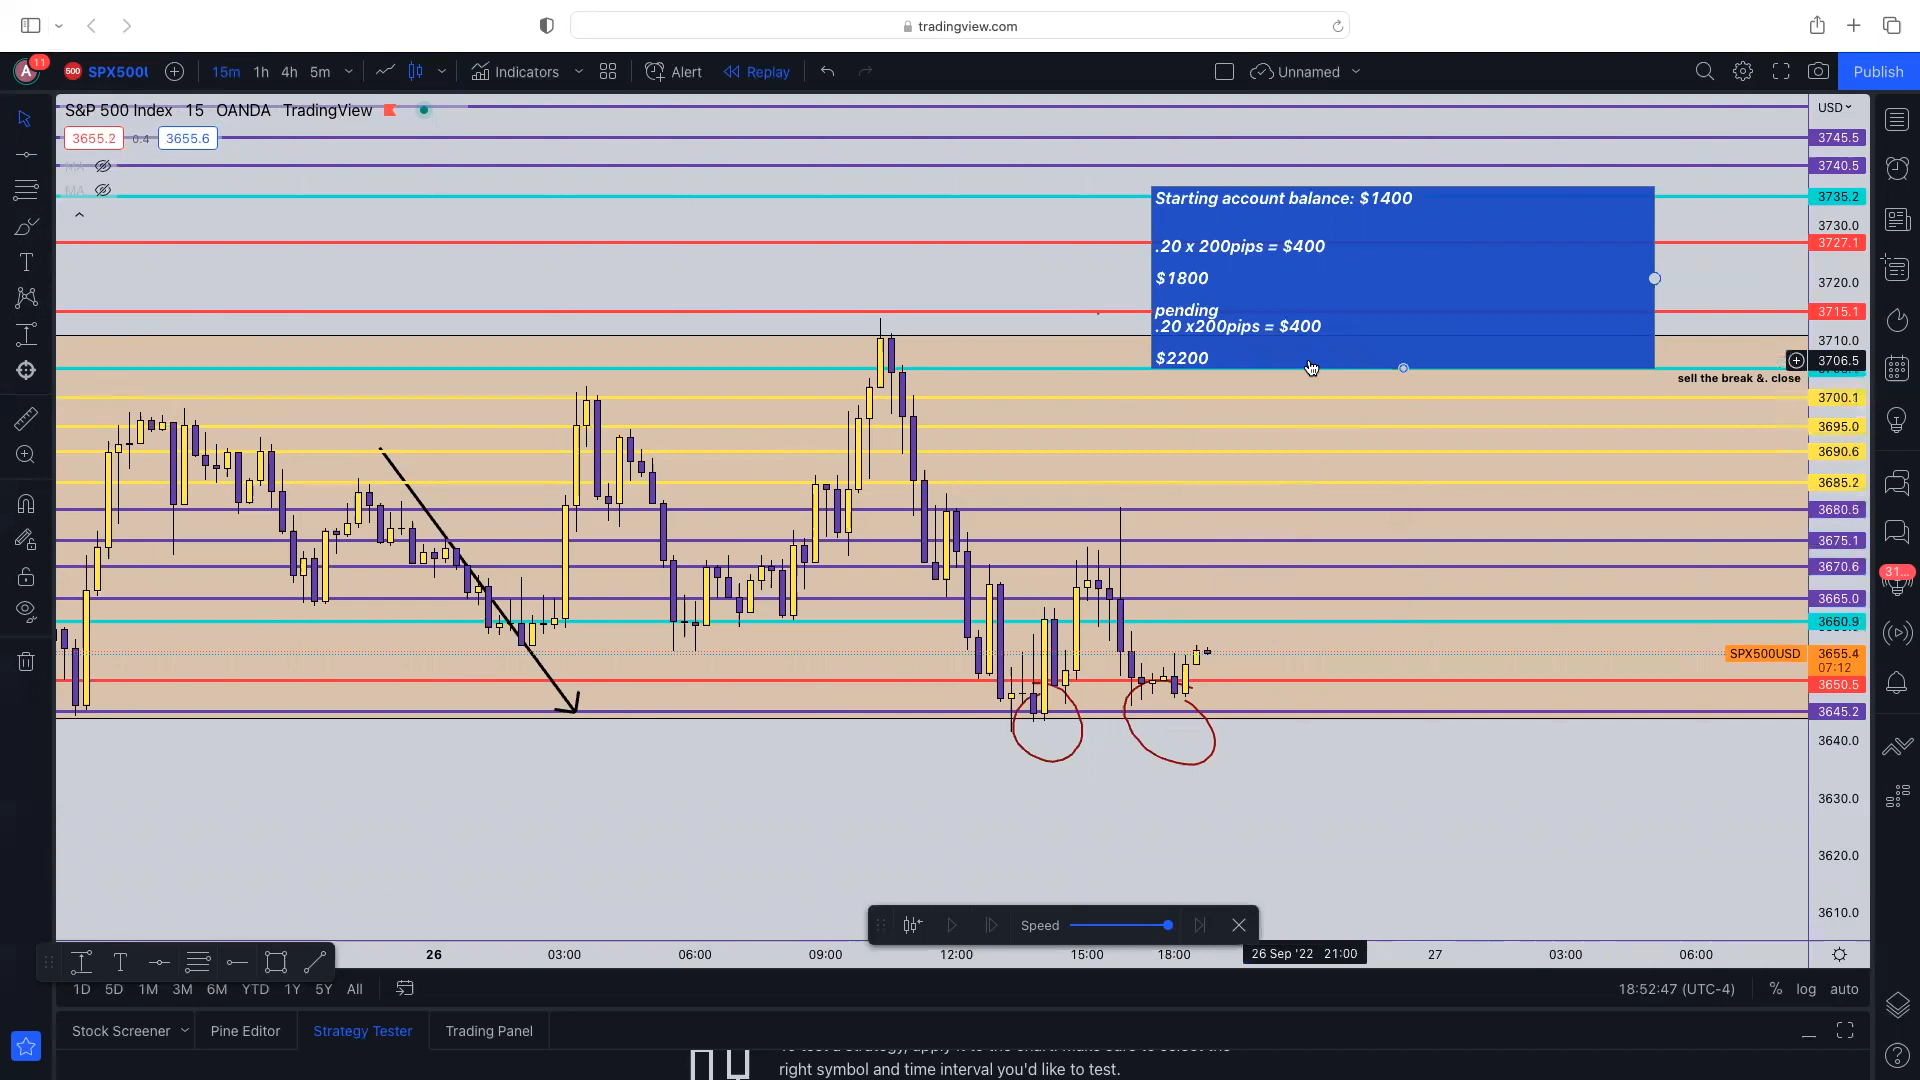 tradingview.com
A
11
500
SPX500U
15m
1h
4h
5m
Indicators
Alert
Replay
Unnamed
Publish
S&P 500 Index 15 OANDA TradingView
3655.2
0.4
3655.6
MA
MA
USD
3745.5
3740.5
3735.2
3730.0
3727.1
3720.0
3715.1
3710.0
3706.5
3700.1
3695.0
3690.6
3685.2
3680.5
3675.1
3670.6
3665.0
3660.9
SPX500USD
3655.4
07:12
3650.5
3645.2
3640.0
3630.0
3620.0
3610.0
Starting account balance: $1400
.20 x 200pips = $400
$1800
pending
.20 x200pips = $400
$2200
sell the break &. close
31...
Speed
26
03:00
06:00
09:00
12:00
15:00
18:00
26 Sep '22 21:00
27
03:00
06:00
1D
5D
1M
3M
6M
YTD
1Y
5Y
All
18:52:47 (UTC-4)
%
log
auto
Stock Screener
Pine Editor
Strategy Tester
Trading Panel
right symbol and time interval you'd like to test.